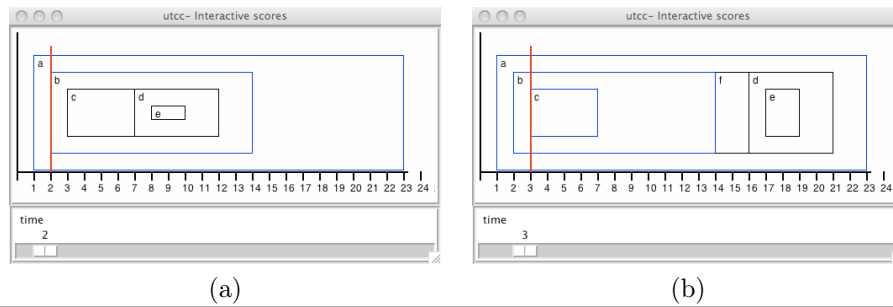 utcc- Interactive scores
a
b
c d
e
1 2 3 4 5 6 7 8 9 10 11 12 13 14 15 16 17 18 19 20 21 22 23 24
time
2
(a)
utcc- Interactive scores
a
b f d
c e
1 2 3 4 5 6 7 8 9 10 11 12 13 14 15 16 17 18 19 20 21 22 23 24
time
3
(b)